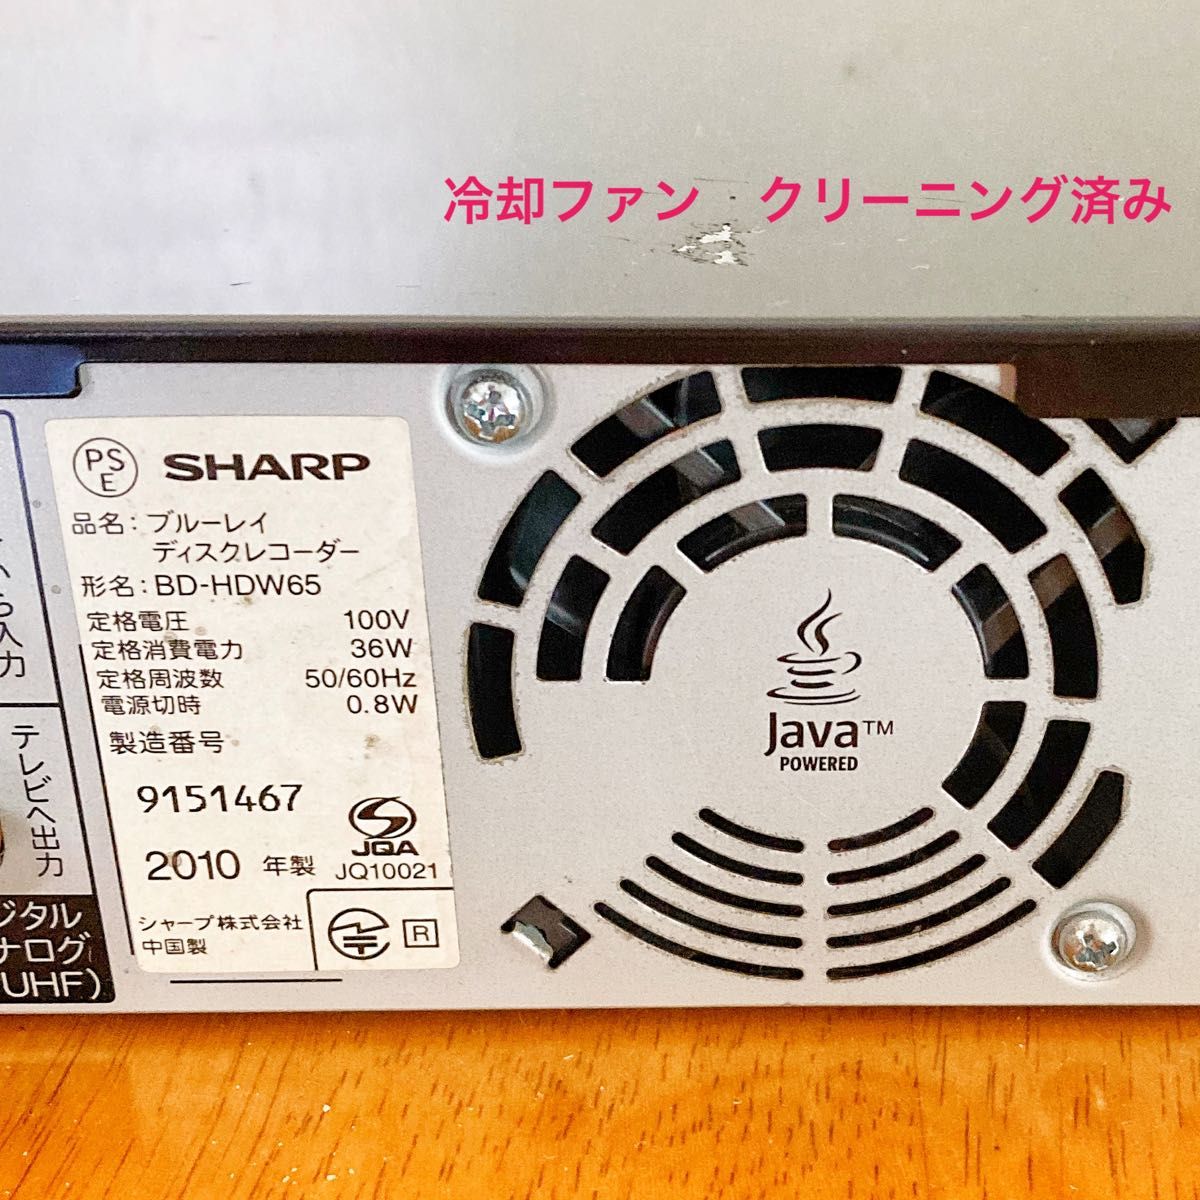 冷却ファン　クリーニング済み
PS
E
SHARP
品名：ブルーレイ
ディスクレコーダー
形名：BD-HDW65
定格電圧 100V
定格消費電力 36W
定格周波数 50/60Hz
電源切時 0.8W
製造番号
9151467
2010 年製
JQA
JQ10021
シャープ株式会社
中国製
R
Java™
POWERED
から入力
テレビへ出力
ジタル
ナログ
UHF)